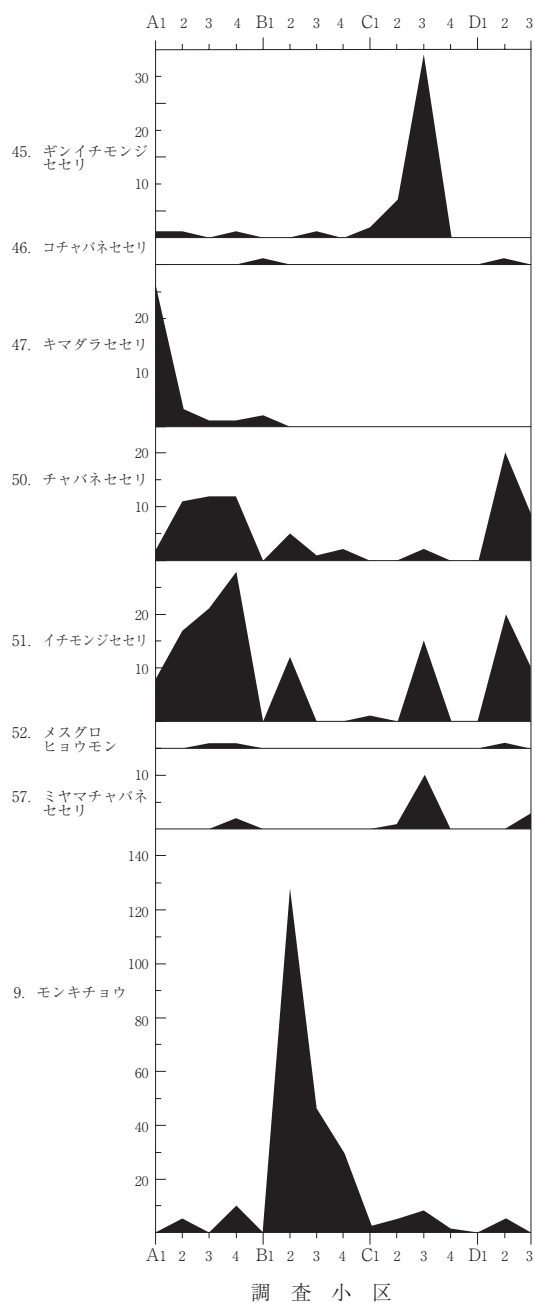 A1 2 3 4 B1 2 3 4 C1 2 3 4 D1 2 3
30
20
10
45. ギンイチモンジ
セセリ
46. コチャバネセセリ
20
10
47. キマダラセセリ
20
10
50. チャバネセセリ
20
10
51. イチモンジセセリ
52. メスグロ
ヒョウモン
10
57. ミヤマチャバネ
セセリ
140
120
100
80
60
40
20
9. モンキチョウ
A1 2 3 4 B1 2 3 4 C1 2 3 4 D1 2 3
調査小区